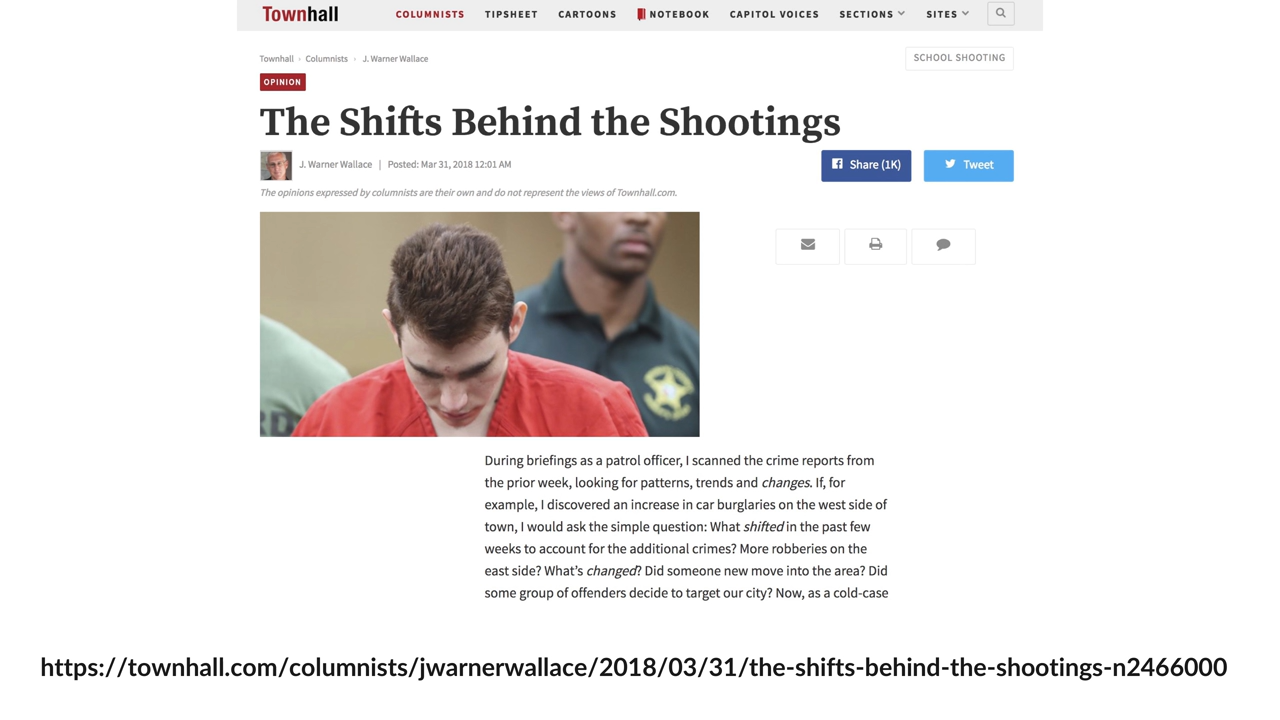 Townhall COLUMNISTS TIPSHEET CARTOONS NOTEBOOK CAPITOL VOICES SECTIONS SITES
Townhall › Columnists › J. Warner Wallace
SCHOOL SHOOTING
OPINION
The Shifts Behind the Shootings
J. Warner Wallace | Posted: Mar 31, 2018 12:01 AM
Share (1K) Tweet
The opinions expressed by columnists are their own and do not represent the views of Townhall.com.
During briefings as a patrol officer, I scanned the crime reports from
the prior week, looking for patterns, trends and changes. If, for
example, I discovered an increase in car burglaries on the west side of
town, I would ask the simple question: What shifted in the past few
weeks to account for the additional crimes? More robberies on the
east side? What’s changed? Did someone new move into the area? Did
some group of offenders decide to target our city? Now, as a cold-case
https://townhall.com/columnists/jwarnerwallace/2018/03/31/the-shifts-behind-the-shootings-n2466000